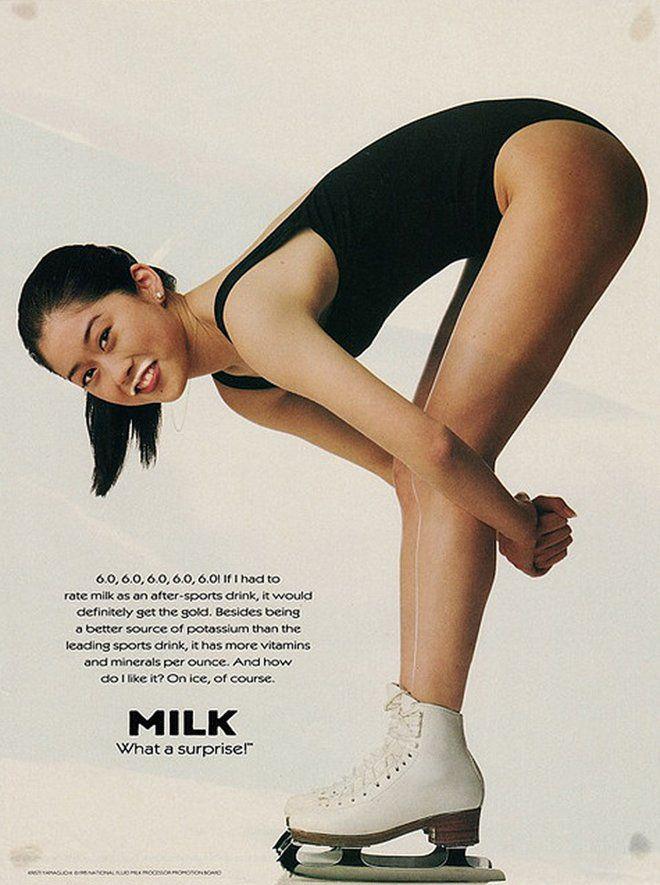 6.0, 6.0, 6.0, 6.0, 6.0! If I had to
rate milk as an after-sports drink, it would
definitely get the gold. Besides being
a better source of potassium than the
leading sports drink, it has more vitamins
and minerals per ounce. And how
do I like it? On ice, of course.
MILK
What a surprise!™
KRISTI YAMAGUCHI ©1995 NATIONAL FLUID MILK PROCESSOR PROMOTION BOARD